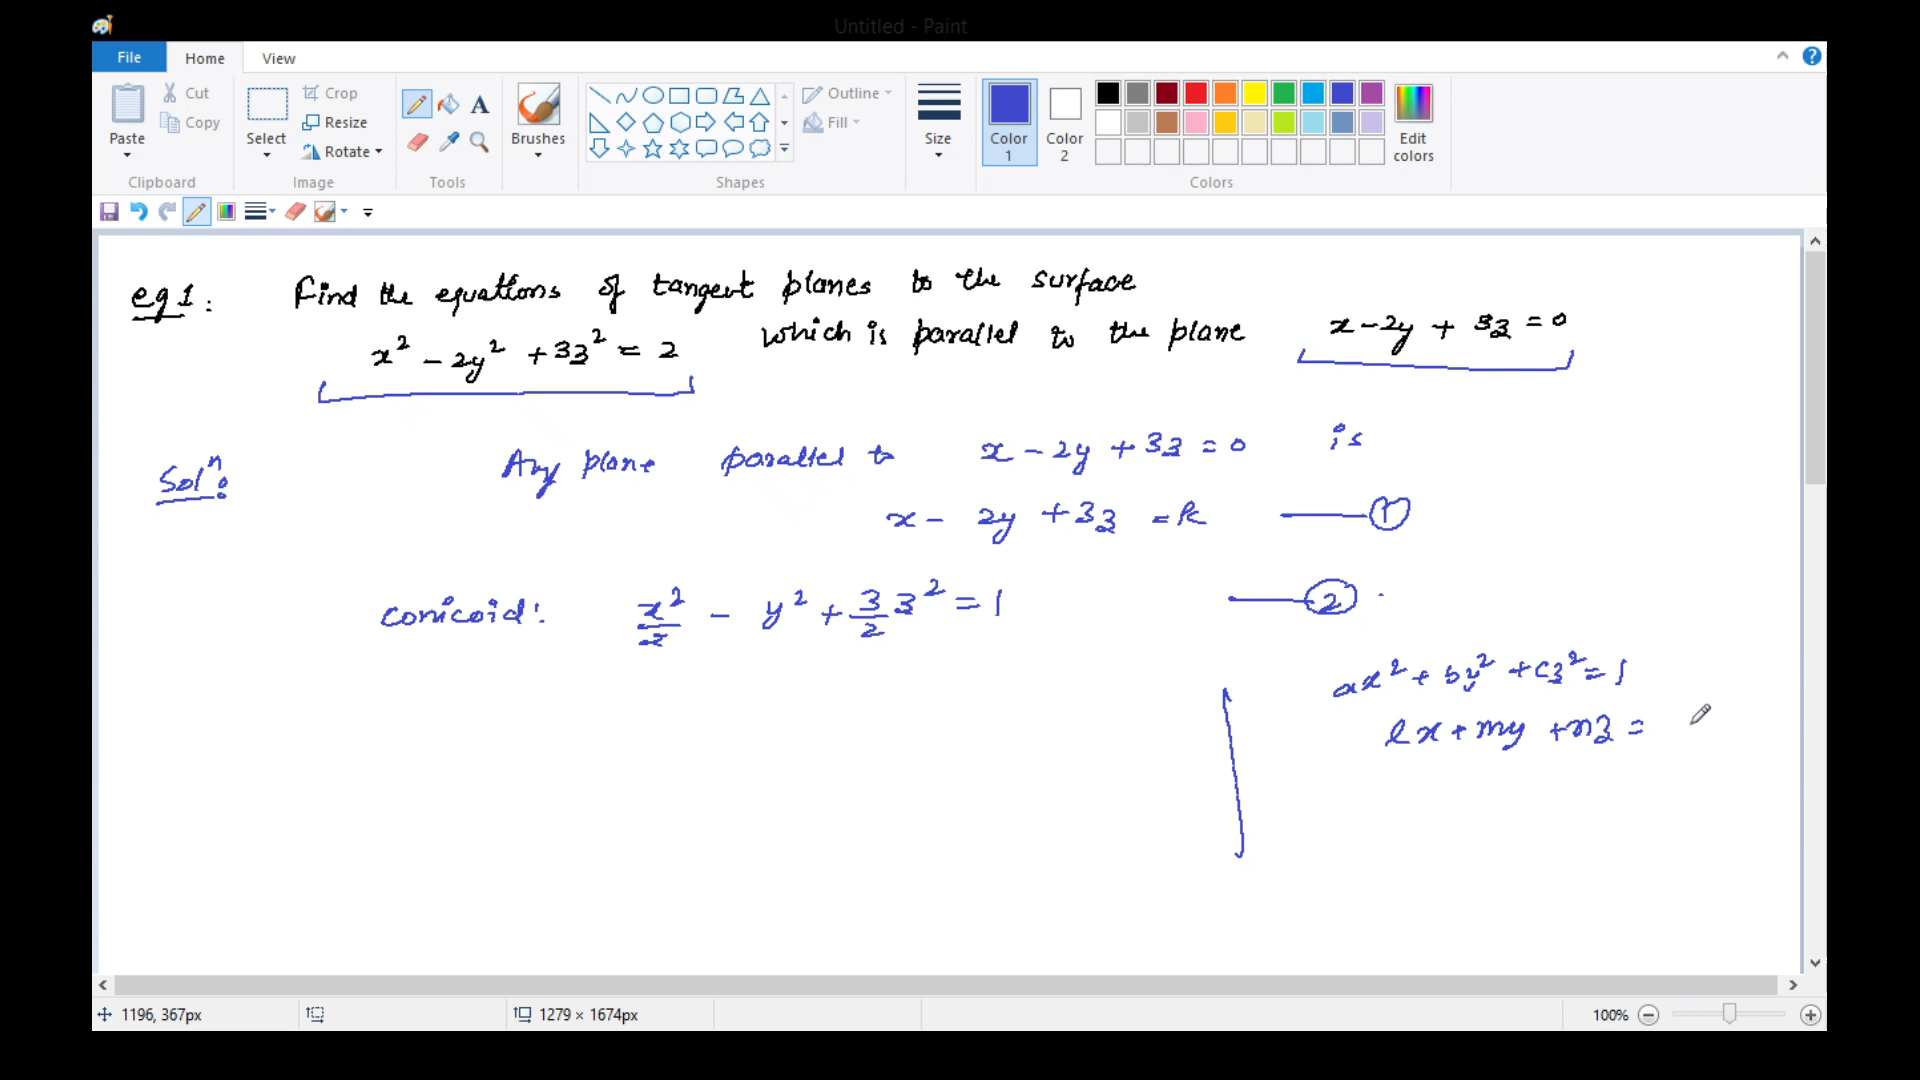 Untitled - Paint
File Home View
Paste Cut Copy Clipboard
Select Crop Resize Rotate Image
Tools
Brushes
Shapes
Outline Fill
Size
Color 1 Color 2 Edit colors Colors
eg 1: Find the equations of tangent planes to the surface
x² - 2y² + 3z² = 2 which is parallel to the plane x - 2y + 3z = 0
Solⁿ: Any plane parallel to x - 2y + 3z = 0 is
x - 2y + 3z = k ——①
conicoid: x²/2 - y² + 3/2 z² = 1 ——②
ax² + by² + cz² = 1
lx + my + nz =
1196, 367px 1279 × 1674px 100%